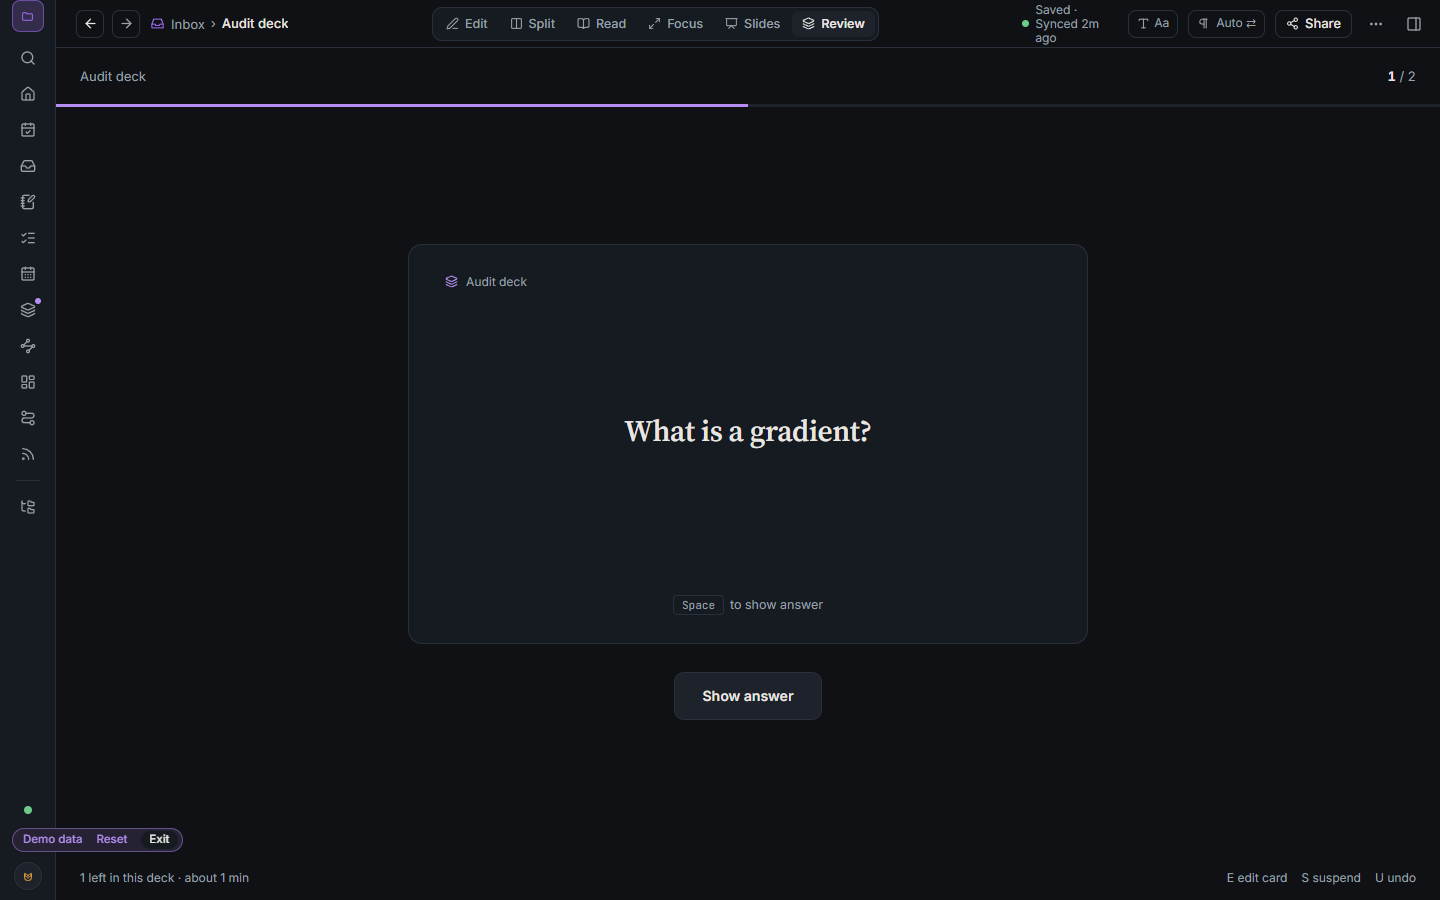 Inbox › Audit deck
Edit Split Read Focus Slides Review
Saved ·
Synced 2m
ago
Aa
Auto
Share
Audit deck
1 / 2
Audit deck
What is a gradient?
Space to show answer
Show answer
Demo data Reset Exit
1 left in this deck · about 1 min
E edit card S suspend U undo